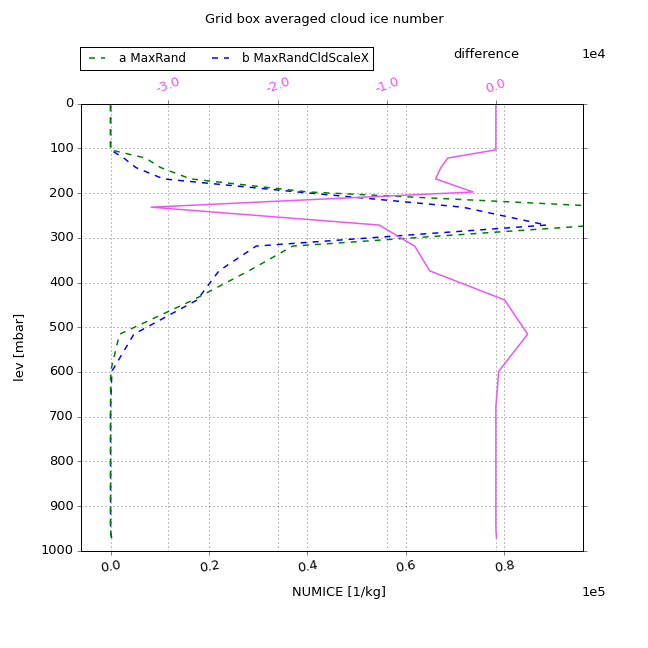 Grid box averaged cloud ice number
a MaxRand b MaxRandCldScaleX difference 1e4
-3.0 -2.0 -1.0 0.0
0
100
200
300
400
500
600
700
800
900
1000
lev [mbar]
0.0 0.2 0.4 0.6 0.8
NUMICE [1/kg] 1e5